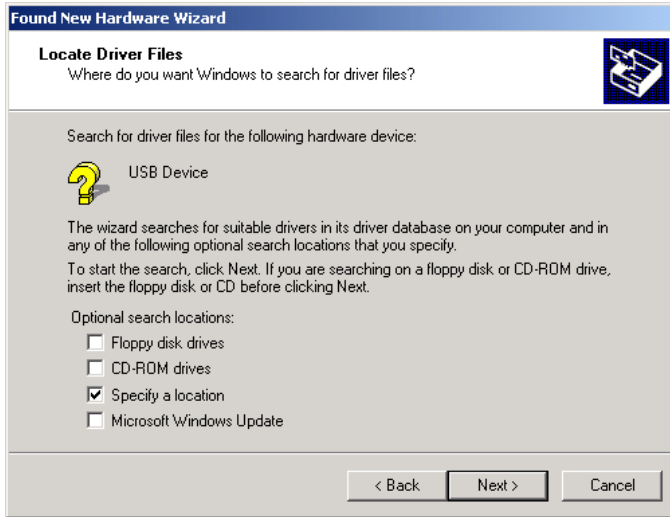 Found New Hardware Wizard
Locate Driver Files
Where do you want Windows to search for driver files?
Search for driver files for the following hardware device:
USB Device
The wizard searches for suitable drivers in its driver database on your computer and in
any of the following optional search locations that you specify.
To start the search, click Next. If you are searching on a floppy disk or CD-ROM drive,
insert the floppy disk or CD before clicking Next.
Optional search locations:
Floppy disk drives
CD-ROM drives
Specify a location
Microsoft Windows Update
< Back Next > Cancel